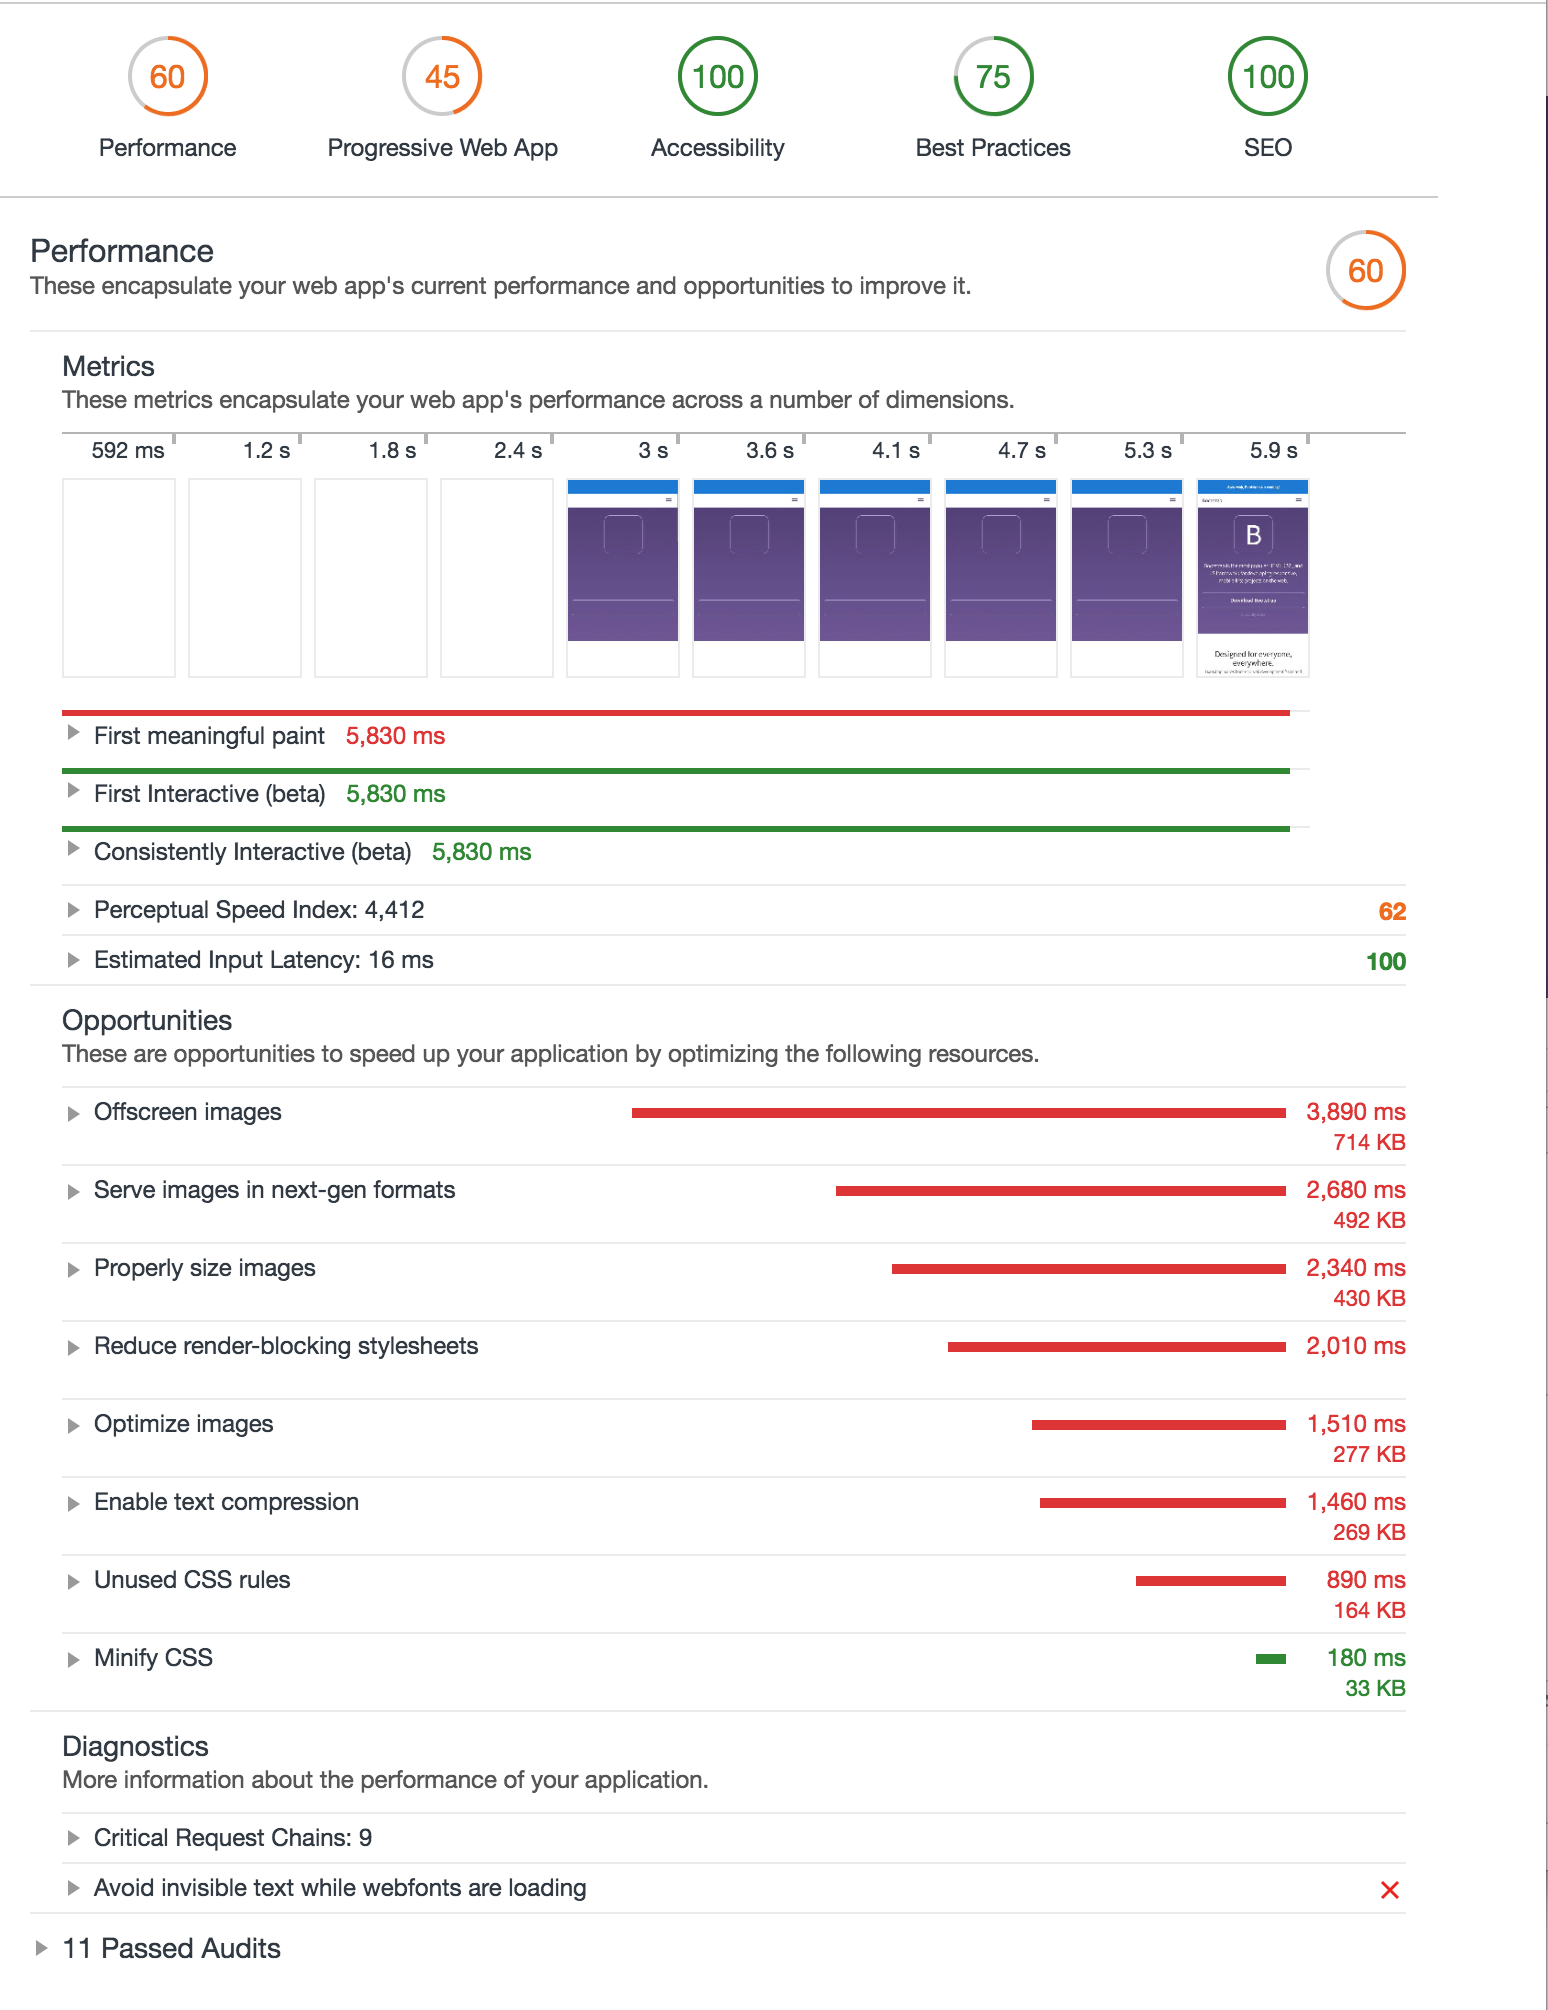 60
45
100
75
100
Performance
Progressive Web App
Accessibility
Best Practices
SEO
Performance
These encapsulate your web app's current performance and opportunities to improve it.
60
Metrics
These metrics encapsulate your web app's performance across a number of dimensions.
592 ms
1.2 s
1.8 s
2.4 s
3 s
3.6 s
4.1 s
4.7 s
5.3 s
5.9 s
B
Download Bootstrap
Designed for everyone,
everywhere.
First meaningful paint 5,830 ms
First Interactive (beta) 5,830 ms
Consistently Interactive (beta) 5,830 ms
Perceptual Speed Index: 4,412 62
Estimated Input Latency: 16 ms 100
Opportunities
These are opportunities to speed up your application by optimizing the following resources.
Offscreen images 3,890 ms
714 KB
Serve images in next-gen formats 2,680 ms
492 KB
Properly size images 2,340 ms
430 KB
Reduce render-blocking stylesheets 2,010 ms
Optimize images 1,510 ms
277 KB
Enable text compression 1,460 ms
269 KB
Unused CSS rules 890 ms
164 KB
Minify CSS 180 ms
33 KB
Diagnostics
More information about the performance of your application.
Critical Request Chains: 9
Avoid invisible text while webfonts are loading
11 Passed Audits